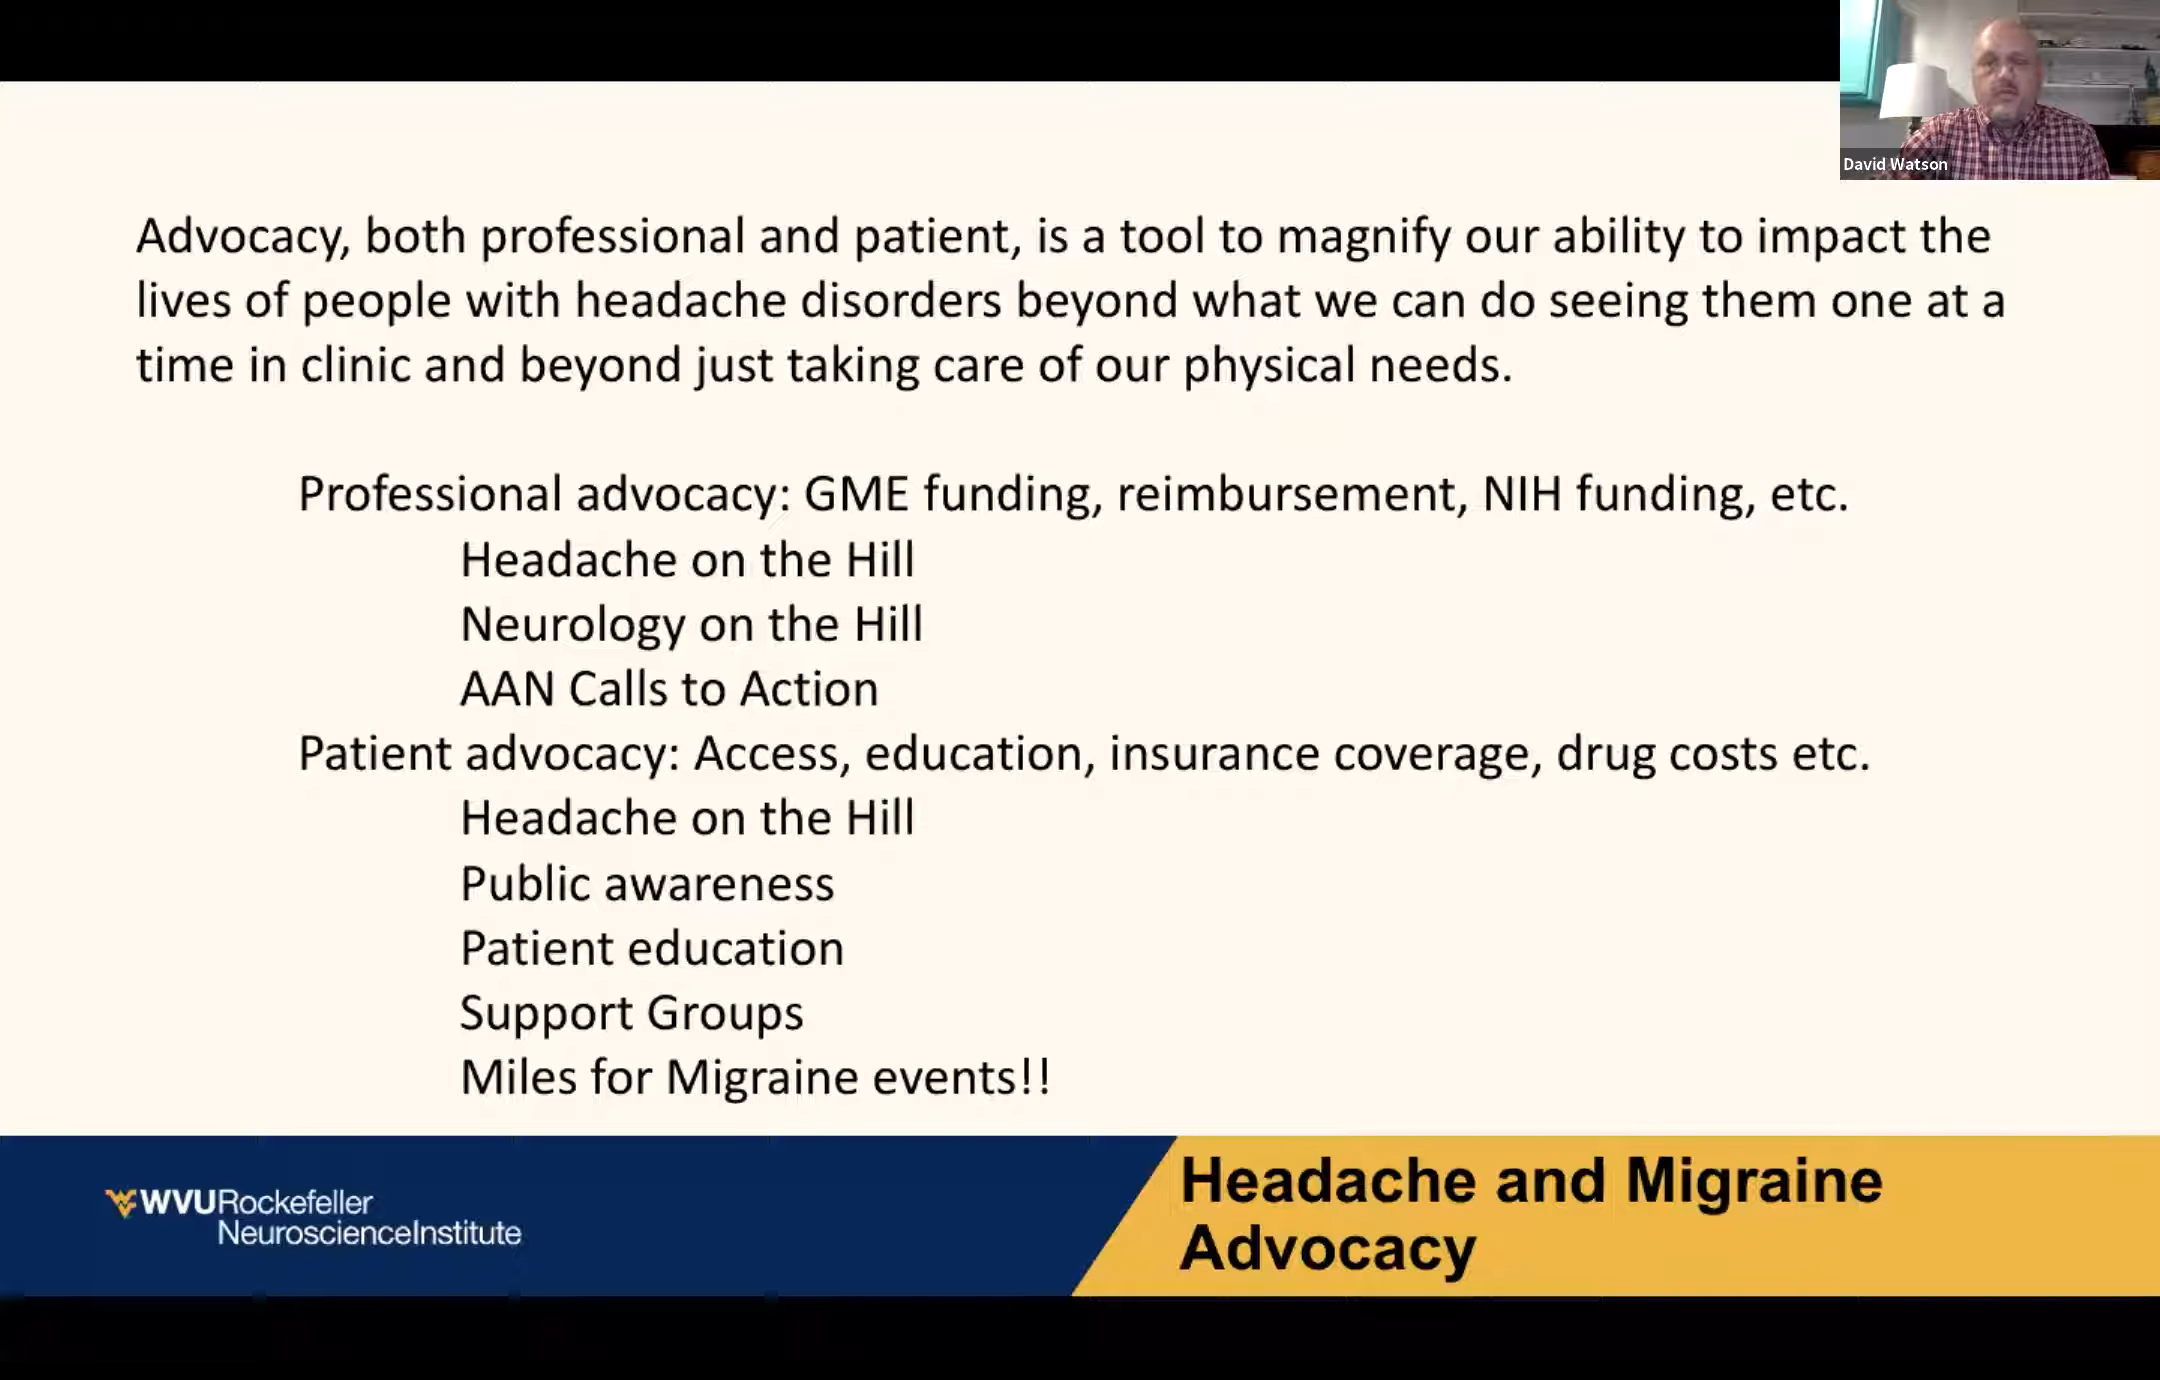 David Watson
Advocacy, both professional and patient, is a tool to magnify our ability to impact the
lives of people with headache disorders beyond what we can do seeing them one at a
time in clinic and beyond just taking care of our physical needs.
Professional advocacy: GME funding, reimbursement, NIH funding, etc.
Headache on the Hill
Neurology on the Hill
AAN Calls to Action
Patient advocacy: Access, education, insurance coverage, drug costs etc.
Headache on the Hill
Public awareness
Patient education
Support Groups
Miles for Migraine events!!
WVURockefeller
NeuroscienceInstitute
Headache and Migraine
Advocacy